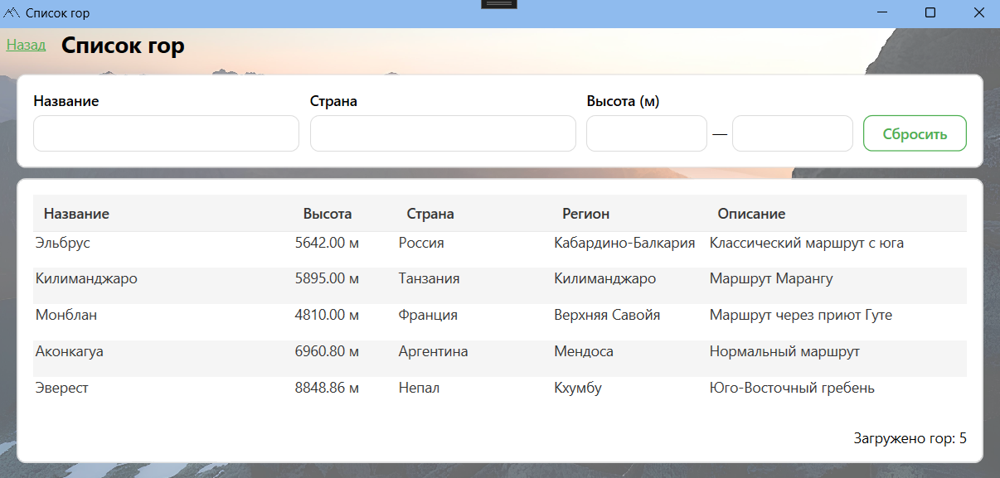 Список гор
Назад Список гор
Название Страна Высота (м)
— Сбросить
Название Высота Страна Регион Описание
Эльбрус 5642.00 м Россия Кабардино-Балкария Классический маршрут с юга
Килиманджаро 5895.00 м Танзания Килиманджаро Маршрут Марангу
Монблан 4810.00 м Франция Верхняя Савойя Маршрут через приют Гуте
Аконкагуа 6960.80 м Аргентина Мендоса Нормальный маршрут
Эверест 8848.86 м Непал Кхумбу Юго-Восточный гребень
Загружено гор: 5